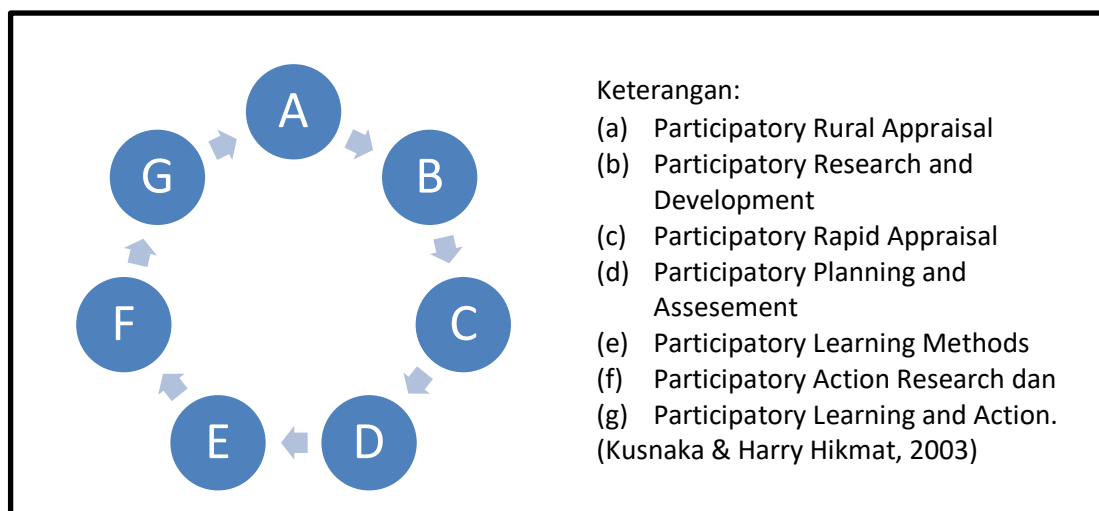 A
B
C
D
E
F
G
Keterangan:
(a) Participatory Rural Appraisal
(b) Participatory Research and
Development
(c) Participatory Rapid Appraisal
(d) Participatory Planning and
Assesement
(e) Participatory Learning Methods
(f) Participatory Action Research dan
(g) Participatory Learning and Action.
(Kusnaka & Harry Hikmat, 2003)